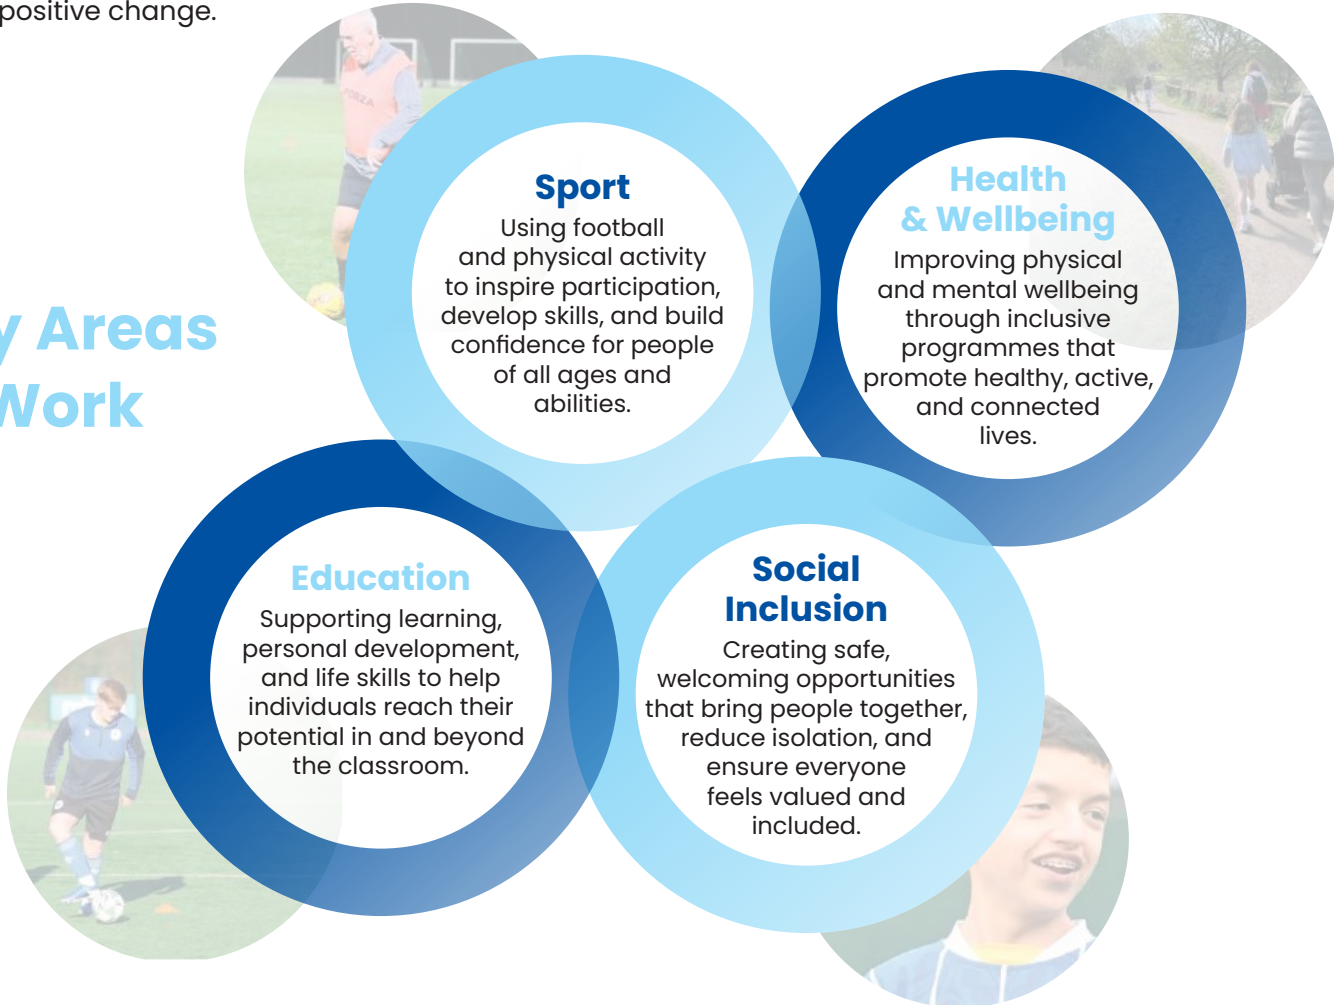 positive change.
Sport
Using football
and physical activity
to inspire participation,
develop skills, and build
confidence for people
of all ages and
abilities.
Health
& Wellbeing
Improving physical
and mental wellbeing
through inclusive
programmes that
promote healthy, active,
and connected
lives.
y Areas
Work
Education
Supporting learning,
personal development,
and life skills to help
individuals reach their
potential in and beyond
the classroom.
Social
Inclusion
Creating safe,
welcoming opportunities
that bring people together,
reduce isolation, and
ensure everyone
feels valued and
included.